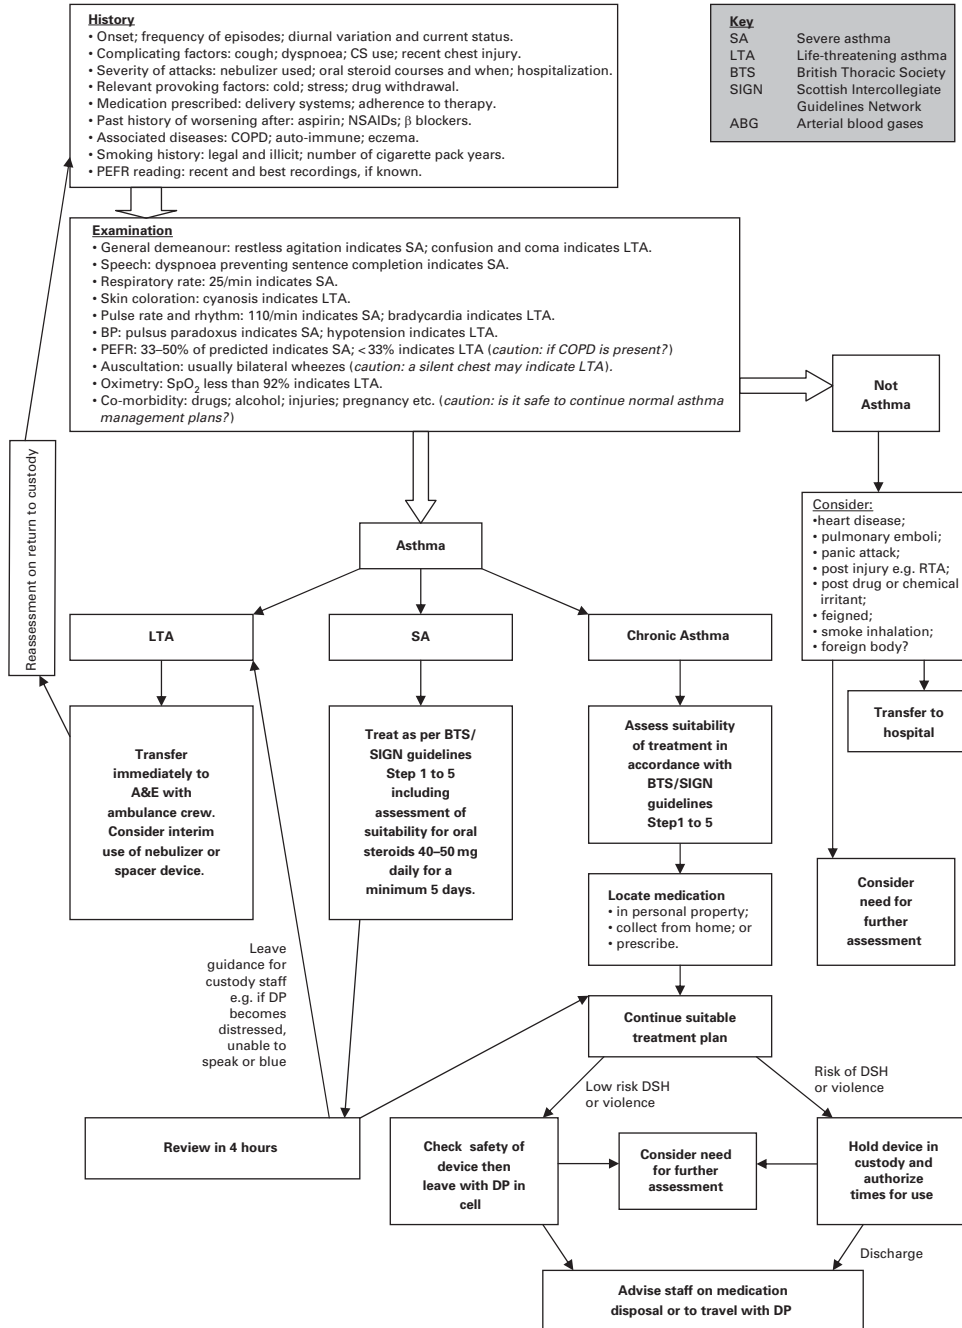 History
• Onset; frequency of episodes; diurnal variation and current status.
• Complicating factors: cough; dyspnoea; CS use; recent chest injury.
• Severity of attacks: nebulizer used; oral steroid courses and when; hospitalization.
• Relevant provoking factors: cold; stress; drug withdrawal.
• Medication prescribed: delivery systems; adherence to therapy.
• Past history of worsening after: aspirin; NSAIDs; β blockers.
• Associated diseases: COPD; auto-immune; eczema.
• Smoking history: legal and illicit; number of cigarette pack years.
• PEFR reading: recent and best recordings, if known.
Key
SA Severe asthma
LTA Life-threatening asthma
BTS British Thoracic Society
SIGN Scottish Intercollegiate
Guidelines Network
ABG Arterial blood gases
Examination
• General demeanour: restless agitation indicates SA; confusion and coma indicates LTA.
• Speech: dyspnoea preventing sentence completion indicates SA.
• Respiratory rate: 25/min indicates SA.
• Skin coloration: cyanosis indicates LTA.
• Pulse rate and rhythm: 110/min indicates SA; bradycardia indicates LTA.
• BP: pulsus paradoxus indicates SA; hypotension indicates LTA.
• PEFR: 33–50% of predicted indicates SA; <33% indicates LTA (caution: if COPD is present?)
• Auscultation: usually bilateral wheezes (caution: a silent chest may indicate LTA).
• Oximetry: SpO2 less than 92% indicates LTA.
• Co-morbidity: drugs; alcohol; injuries; pregnancy etc. (caution: is it safe to continue normal asthma
management plans?)
Not
Asthma
Reassessment on return to custody
Consider:
•heart disease;
• pulmonary emboli;
• panic attack;
• post injury e.g. RTA;
• post drug or chemical
irritant;
• feigned;
• smoke inhalation;
• foreign body?
Asthma
LTA
SA
Chronic Asthma
Transfer to
hospital
Transfer
immediately to
A&E with
ambulance crew.
Consider interim
use of nebulizer or
spacer device.
Treat as per BTS/
SIGN guidelines
Step 1 to 5
including
assessment of
suitability for oral
steroids 40–50 mg
daily for a
minimum 5 days.
Assess suitability
of treatment in
accordance with
BTS/SIGN
guidelines
Step1 to 5
Consider
need for
further
assessment
Locate medication
• in personal property;
• collect from home; or
• prescribe.
Leave
guidance for
custody staff
e.g. if DP
becomes
distressed,
unable to
speak or blue
Continue suitable
treatment plan
Low risk DSH
or violence
Risk of DSH
or violence
Review in 4 hours
Check safety of
device then
leave with DP in
cell
Consider need
for further
assessment
Hold device in
custody and
authorize
times for use
Discharge
Advise staff on medication
disposal or to travel with DP